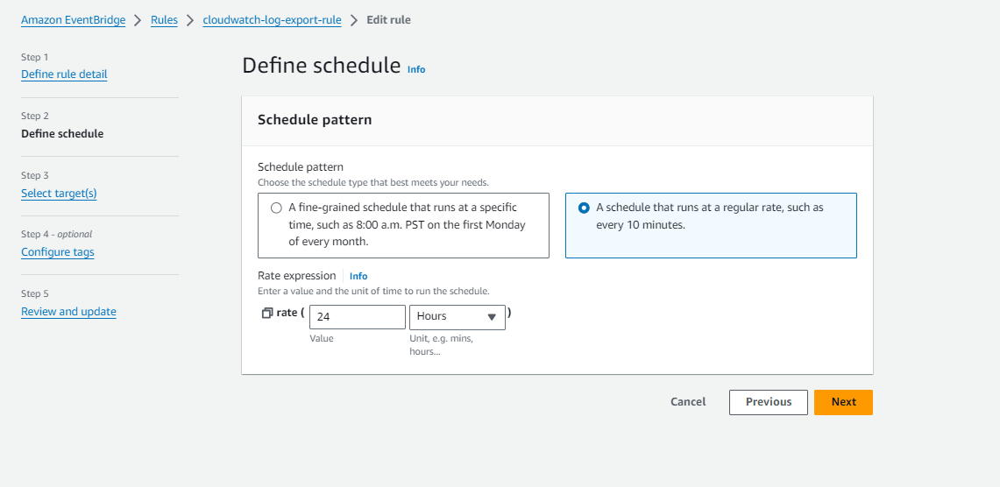 Amazon EventBridge > Rules > cloudwatch-log-export-rule > Edit rule
Step 1
Define rule detail
Step 2
Define schedule
Step 3
Select target(s)
Step 4 - optional
Configure tags
Step 5
Review and update
Define schedule Info
Schedule pattern
Schedule pattern
Choose the schedule type that best meets your needs.
A fine-grained schedule that runs at a specific
time, such as 8:00 a.m. PST on the first Monday
of every month.
A schedule that runs at a regular rate, such as
every 10 minutes.
Rate expression Info
Enter a value and the unit of time to run the schedule.
rate ( 24 Hours )
Value
Unit, e.g. mins,
hours...
Cancel Previous Next